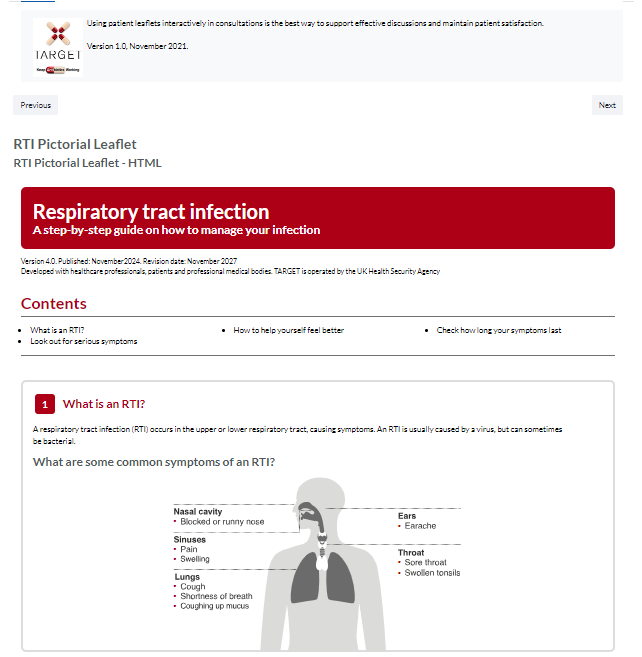 Using patient leaflets interactively in consultations is the best way to support effective discussions and maintain patient satisfaction.
Version 1.0, November 2021.
TARGET
Keep Antibiotics Working
Previous
Next
RTI Pictorial Leaflet
RTI Pictorial Leaflet - HTML
Respiratory tract infection
A step-by-step guide on how to manage your infection
Version 4.0. Published: November2024. Revision date: November 2027
Developed with healthcare professionals, patients and professional medical bodies. TARGET is operated by the UK Health Security Agency
Contents
• What is an RTI?
• Look out for serious symptoms
• How to help yourself feel better
• Check how long your symptoms last
1 What is an RTI?
A respiratory tract infection (RTI) occurs in the upper or lower respiratory tract, causing symptoms. An RTI is usually caused by a virus, but can sometimes
be bacterial.
What are some common symptoms of an RTI?
Nasal cavity
• Blocked or runny nose
Sinuses
• Pain
• Swelling
Lungs
• Cough
• Shortness of breath
• Coughing up mucus
Ears
• Earache
Throat
• Sore throat
• Swollen tonsils